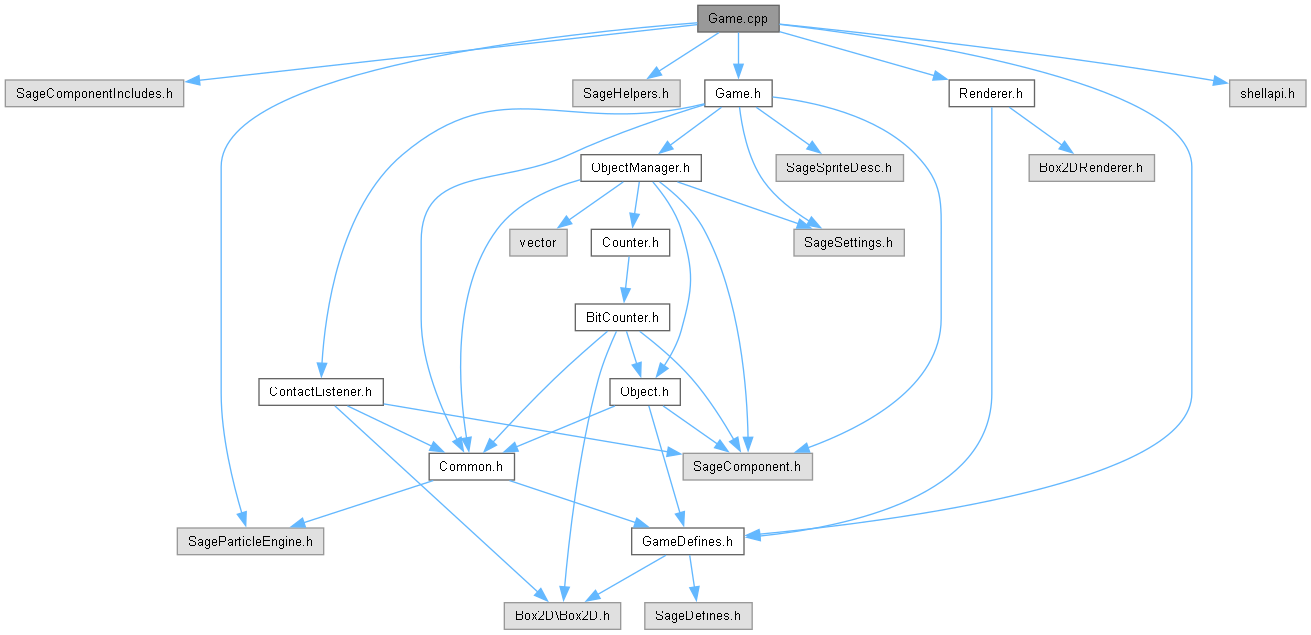 Game.cpp
SageComponentIncludes.h
SageHelpers.h
Game.h
Renderer.h
shellapi.h
ObjectManager.h
SageSpriteDesc.h
Box2DRenderer.h
vector
Counter.h
SageSettings.h
BitCounter.h
ContactListener.h
Object.h
Common.h
SageComponent.h
SageParticleEngine.h
GameDefines.h
Box2D\Box2D.h
SageDefines.h